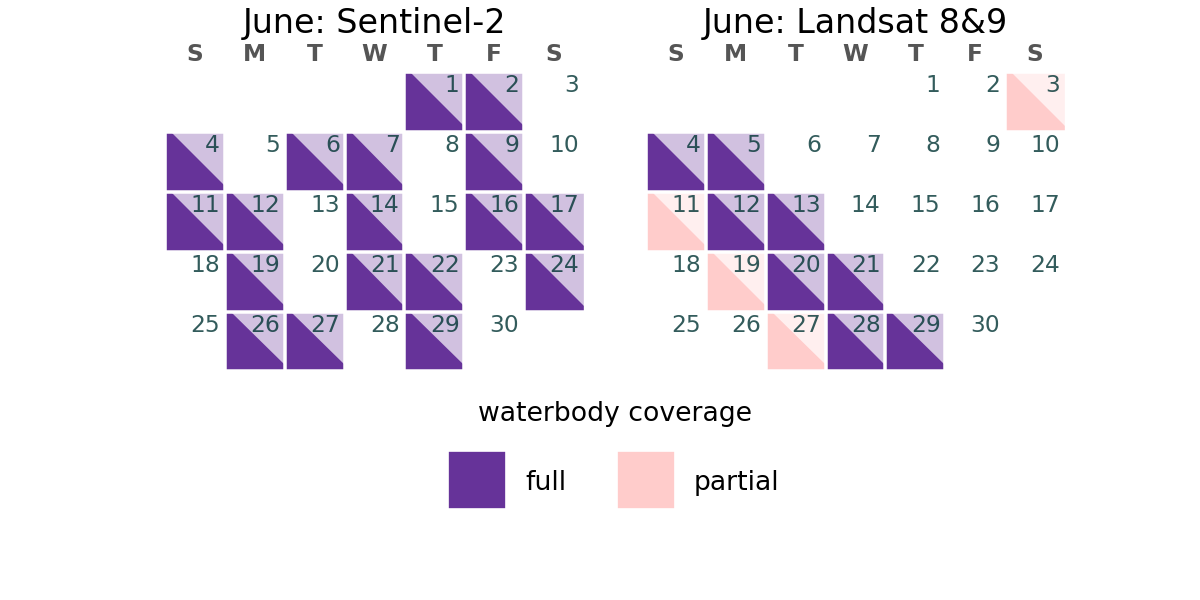 June: Sentinel-2
S M T W T F S
1 2 3
4 5 6 7 8 9 10
11 12 13 14 15 16 17
18 19 20 21 22 23 24
25 26 27 28 29 30
June: Landsat 8&9
S M T W T F S
1 2 3
4 5 6 7 8 9 10
11 12 13 14 15 16 17
18 19 20 21 22 23 24
25 26 27 28 29 30
waterbody coverage
full partial